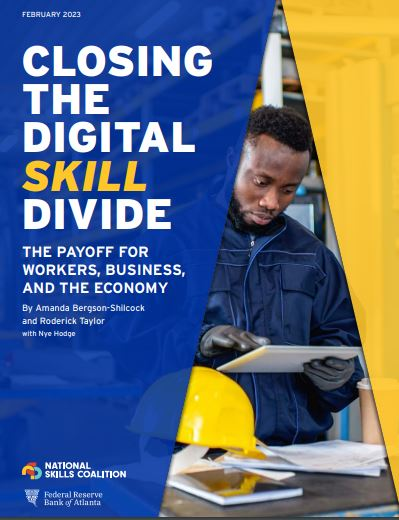 FEBRUARY 2023
CLOSING
THE
DIGITAL
SKILL
DIVIDE
THE PAYOFF FOR
WORKERS, BUSINESS,
AND THE ECONOMY
By Amanda Bergson-Shilcock
and Roderick Taylor
with Nye Hodge
NATIONAL
SKILLS COALITION
Federal Reserve
Bank of Atlanta